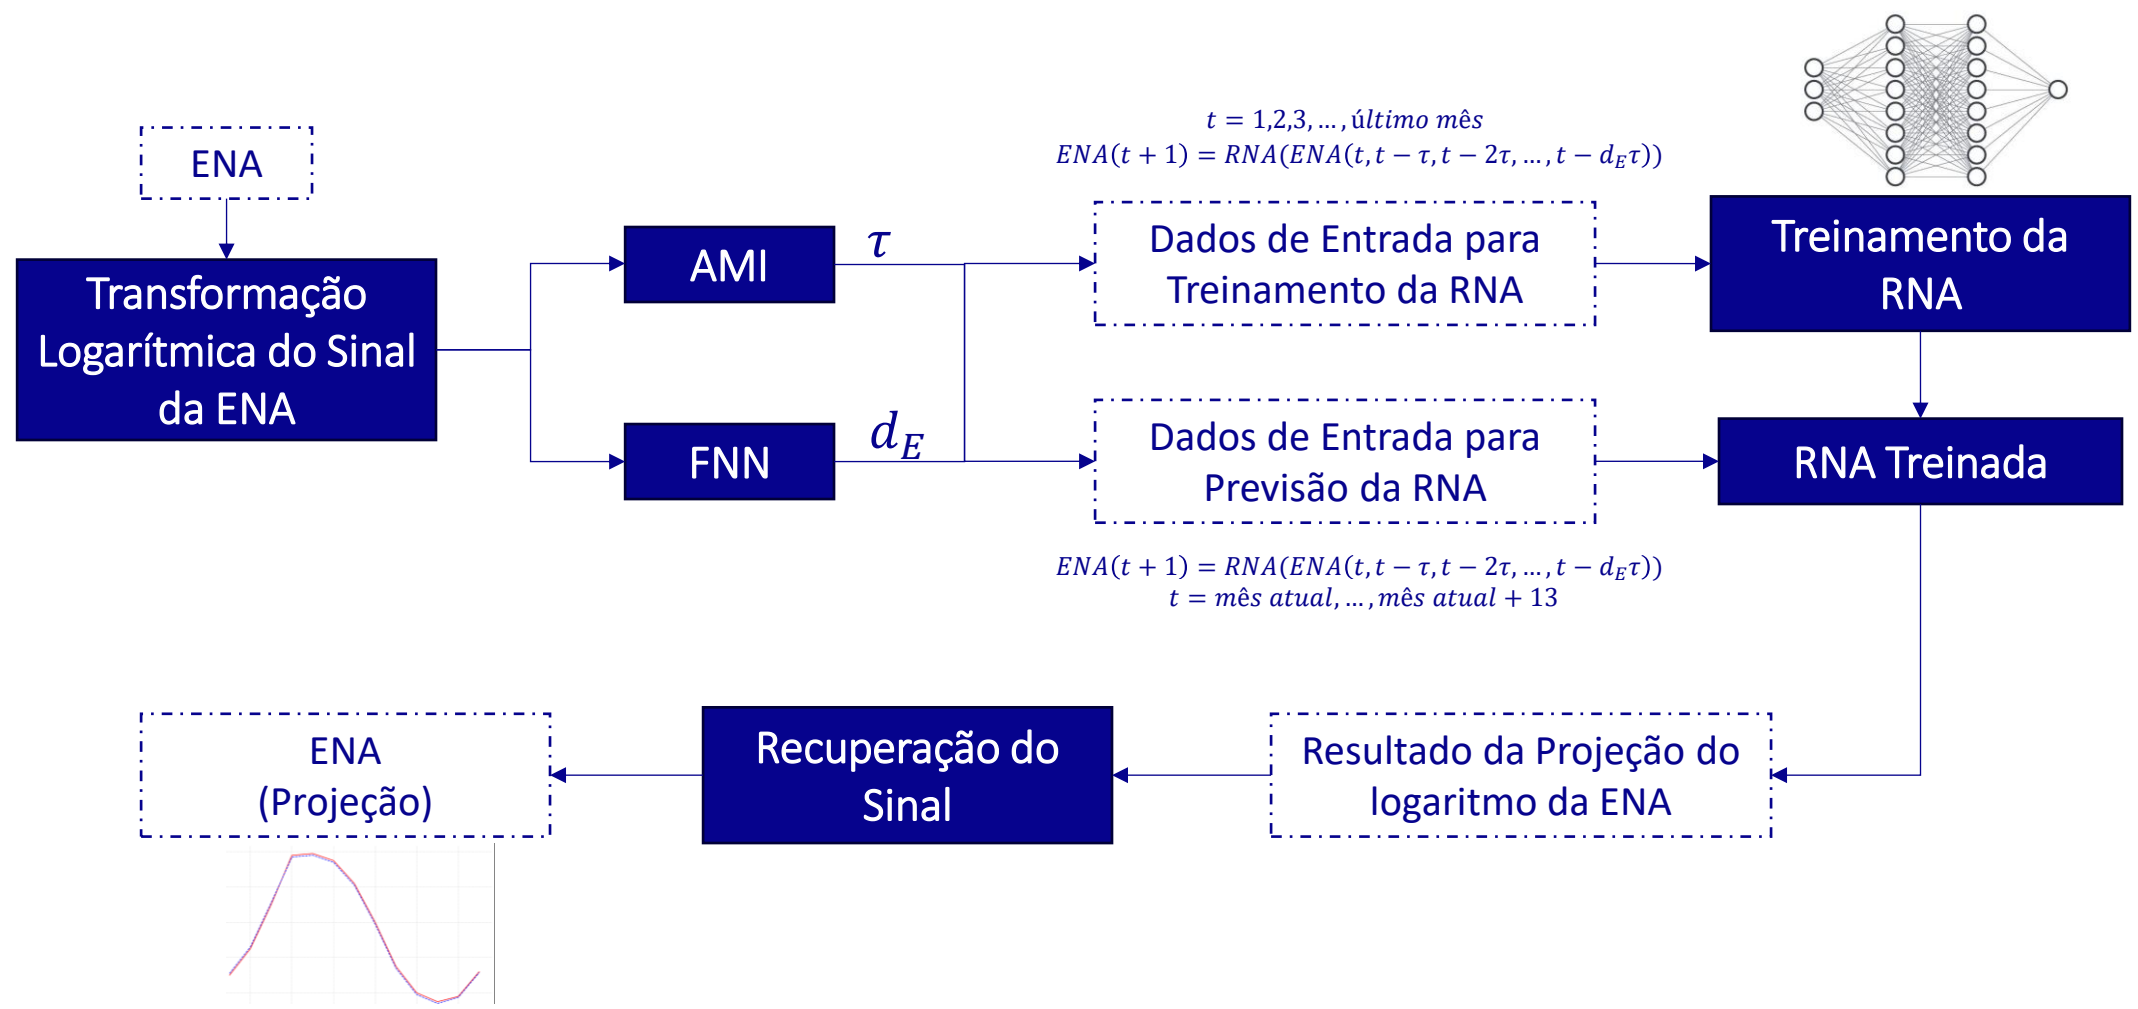 ENA
Transformação
Logarítmica do Sinal
da ENA
AMI
τ
FNN
d_E
t = 1,2,3, … , último mês
ENA(t + 1) = RNA(ENA(t, t − τ, t − 2τ, … , t − d_Eτ))
Dados de Entrada para
Treinamento da RNA
Treinamento da
RNA
Dados de Entrada para
Previsão da RNA
RNA Treinada
ENA(t + 1) = RNA(ENA(t, t − τ, t − 2τ, … , t − d_Eτ))
t = mês atual, … , mês atual + 13
ENA
(Projeção)
Recuperação do
Sinal
Resultado da Projeção do
logaritmo da ENA